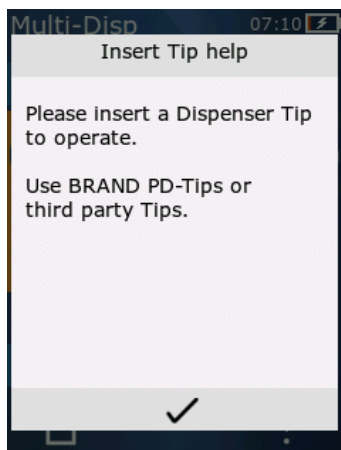 Multi-Disp 07:10
Insert Tip help
Please insert a Dispenser Tip
to operate.
Use BRAND PD-Tips or
third party Tips.